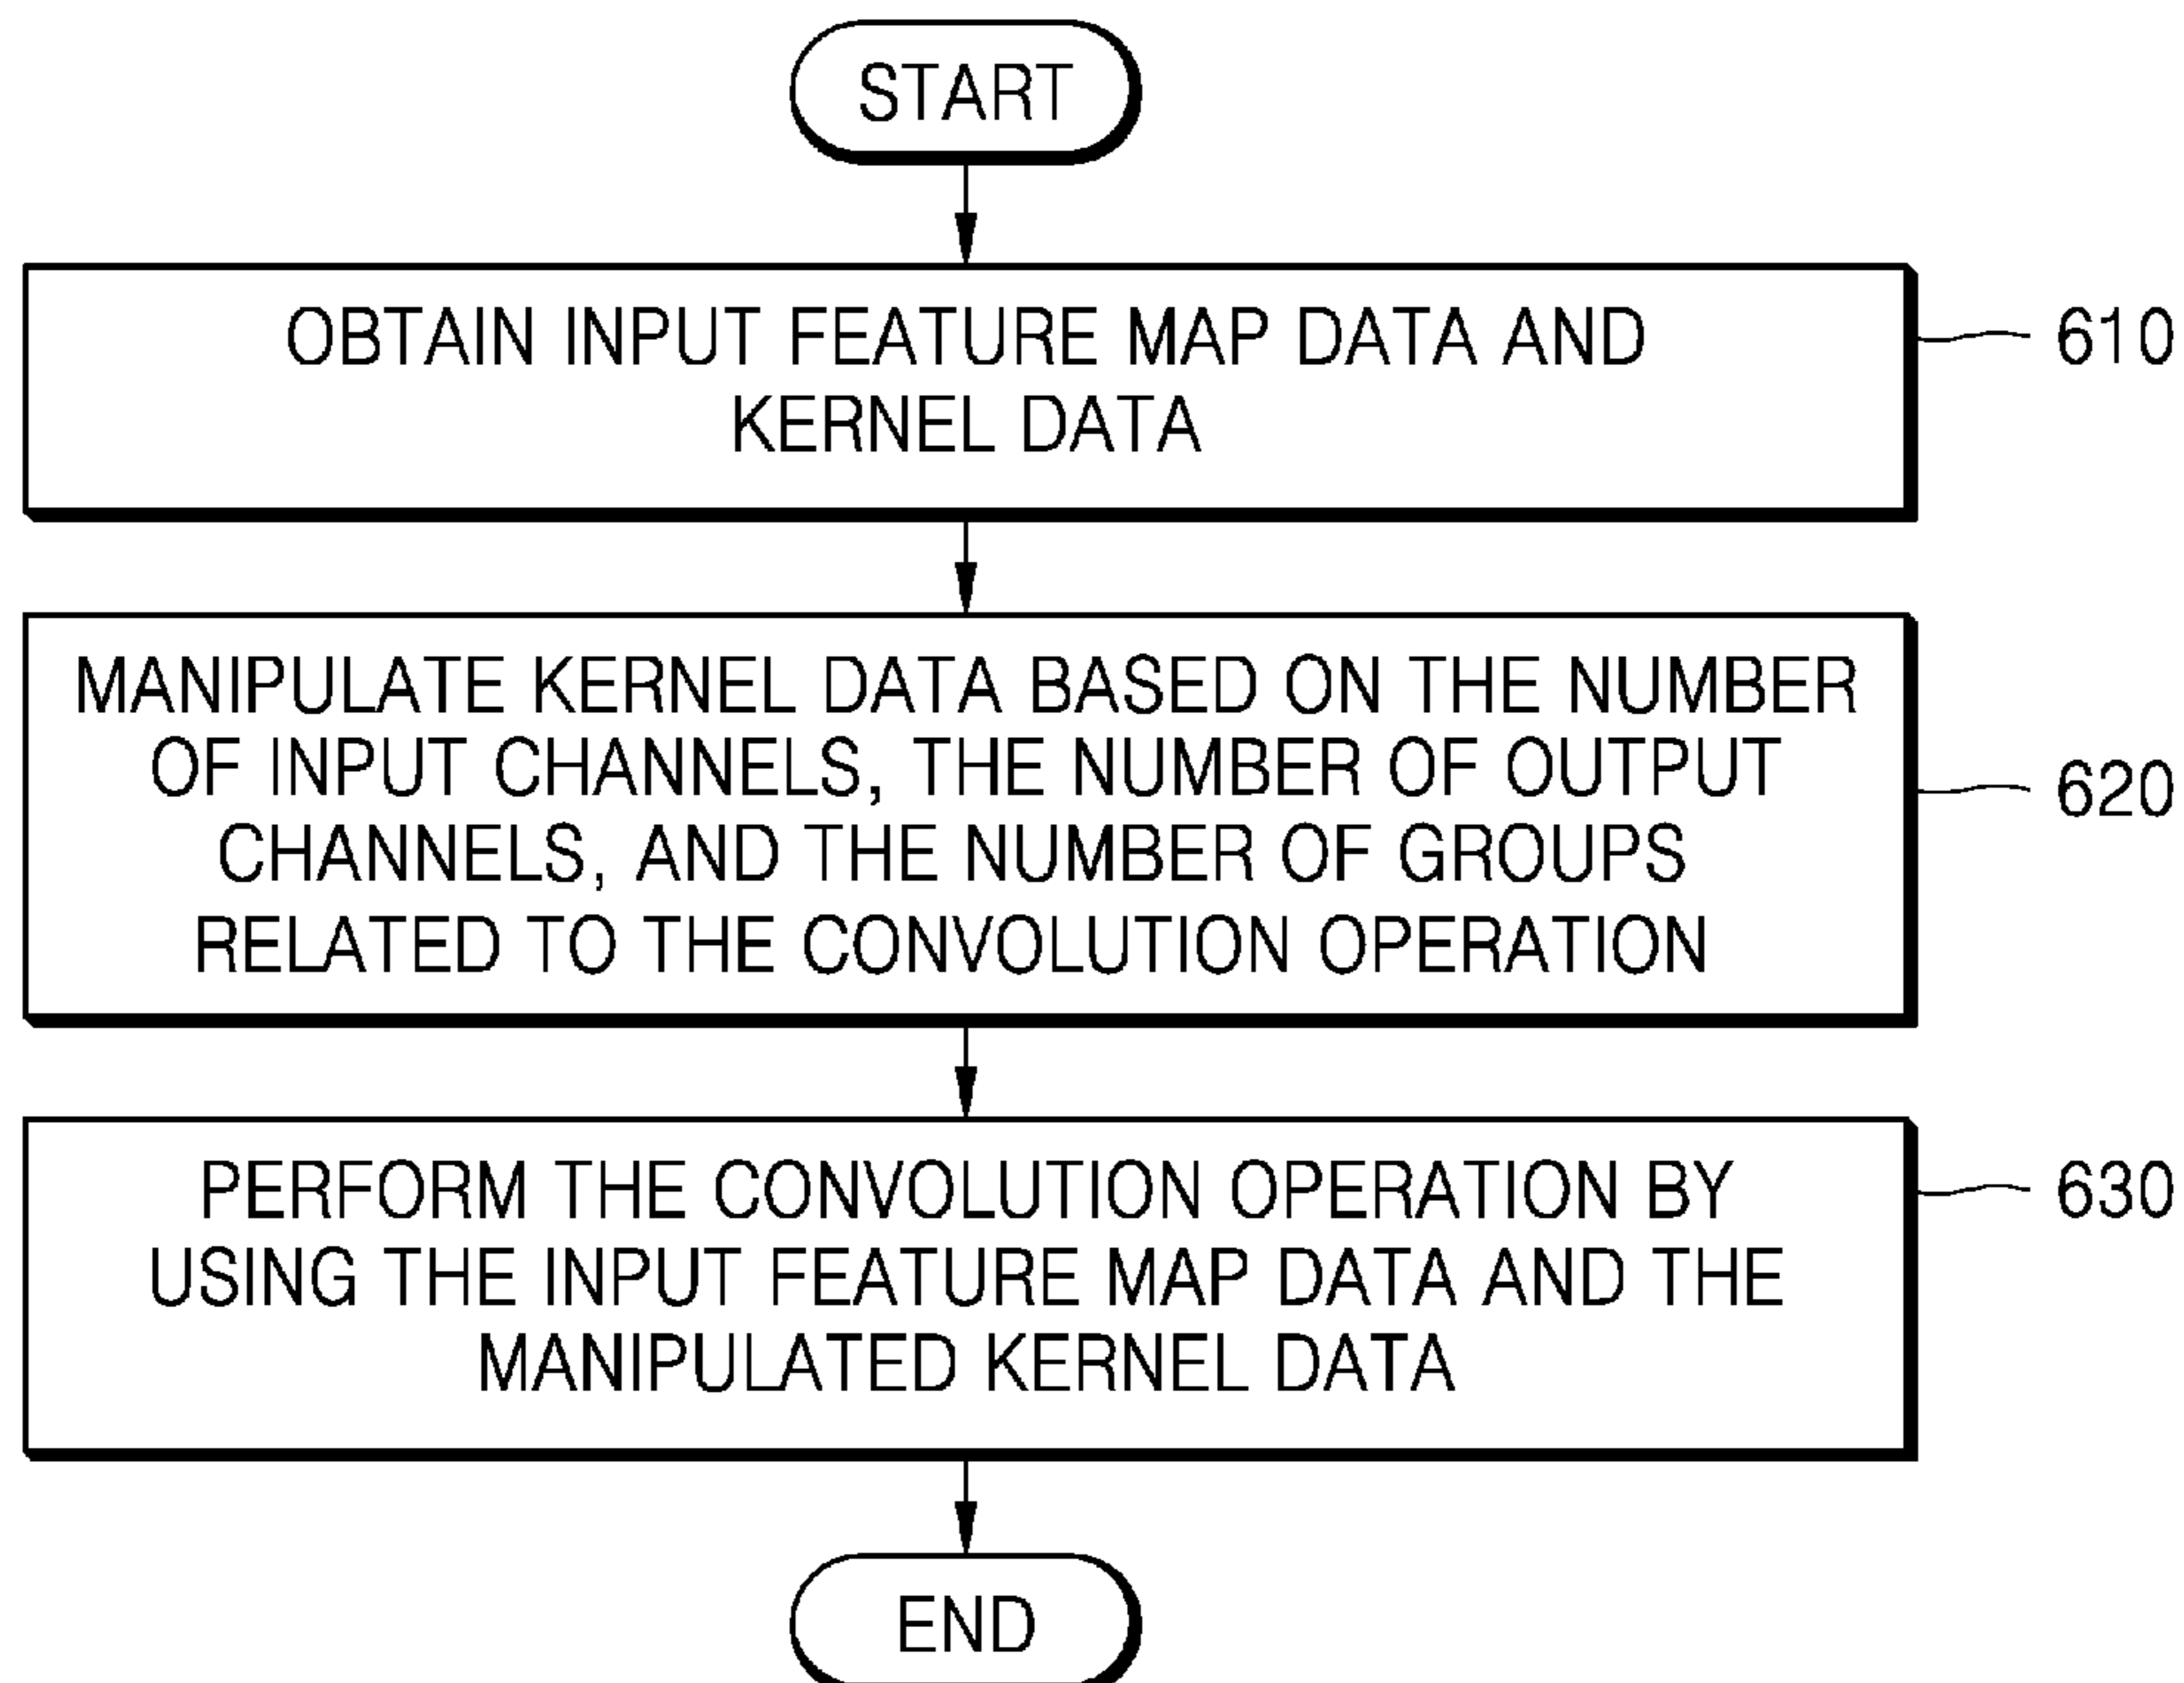 START
OBTAIN INPUT FEATURE MAP DATA AND
KERNEL DATA
610
MANIPULATE KERNEL DATA BASED ON THE NUMBER
OF INPUT CHANNELS, THE NUMBER OF OUTPUT
CHANNELS, AND THE NUMBER OF GROUPS
RELATED TO THE CONVOLUTION OPERATION
620
PERFORM THE CONVOLUTION OPERATION BY
USING THE INPUT FEATURE MAP DATA AND THE
MANIPULATED KERNEL DATA
630
END